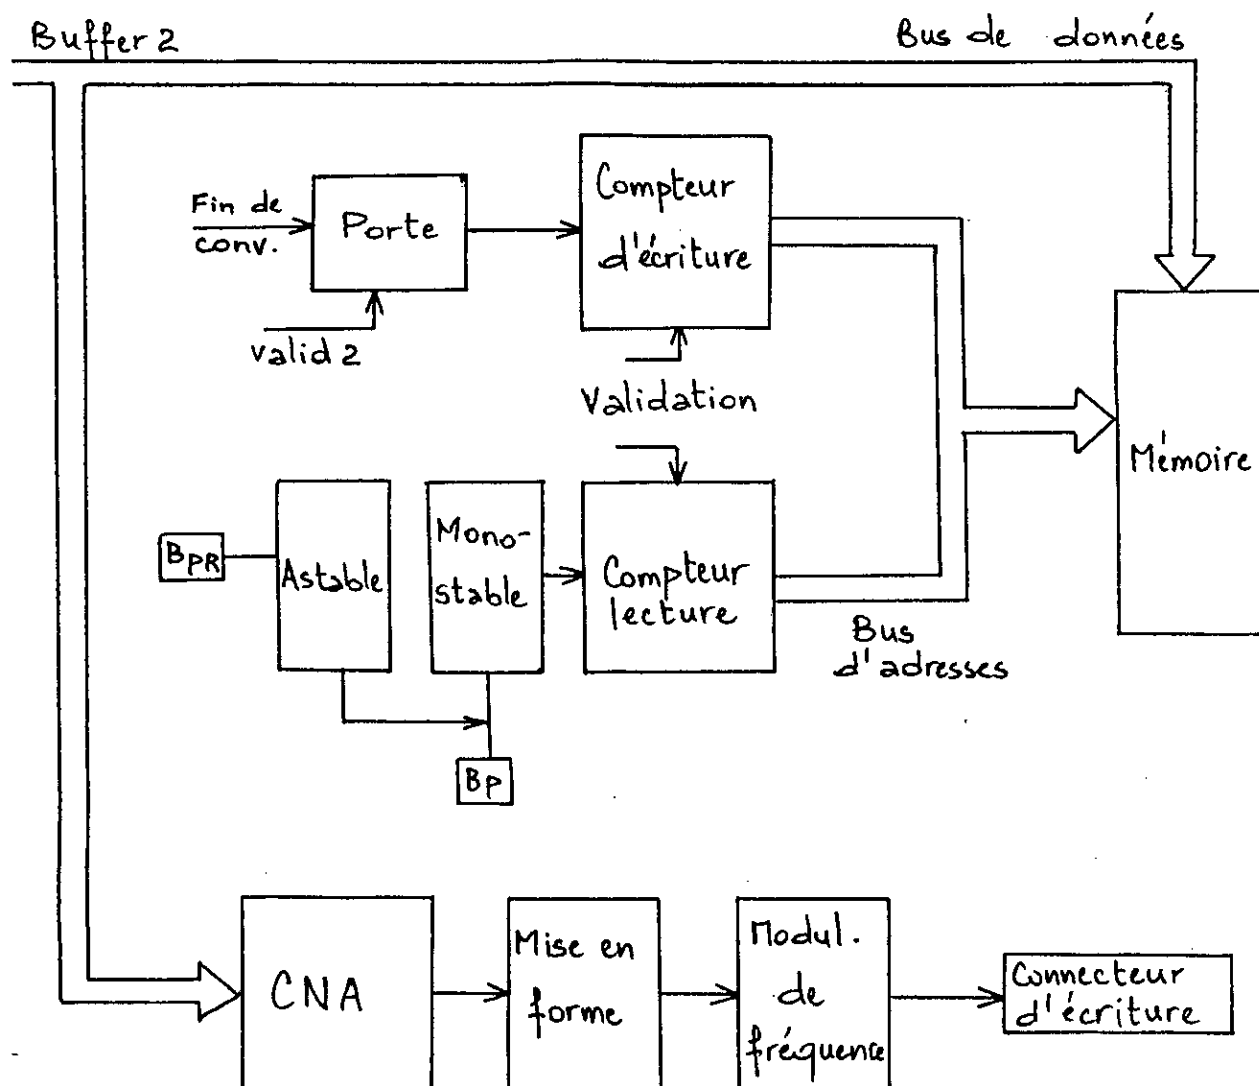 Buffer 2
Bus de données
Fin de
conv.
Porte
valid 2
Compteur
d'écriture
Validation
Mémoire
BPR
Astable
Mono-
stable
Compteur
lecture
Bus
d'adresses
BP
CNA
Mise en
forme
Modul.
de
fréquence
Connecteur
d'écriture